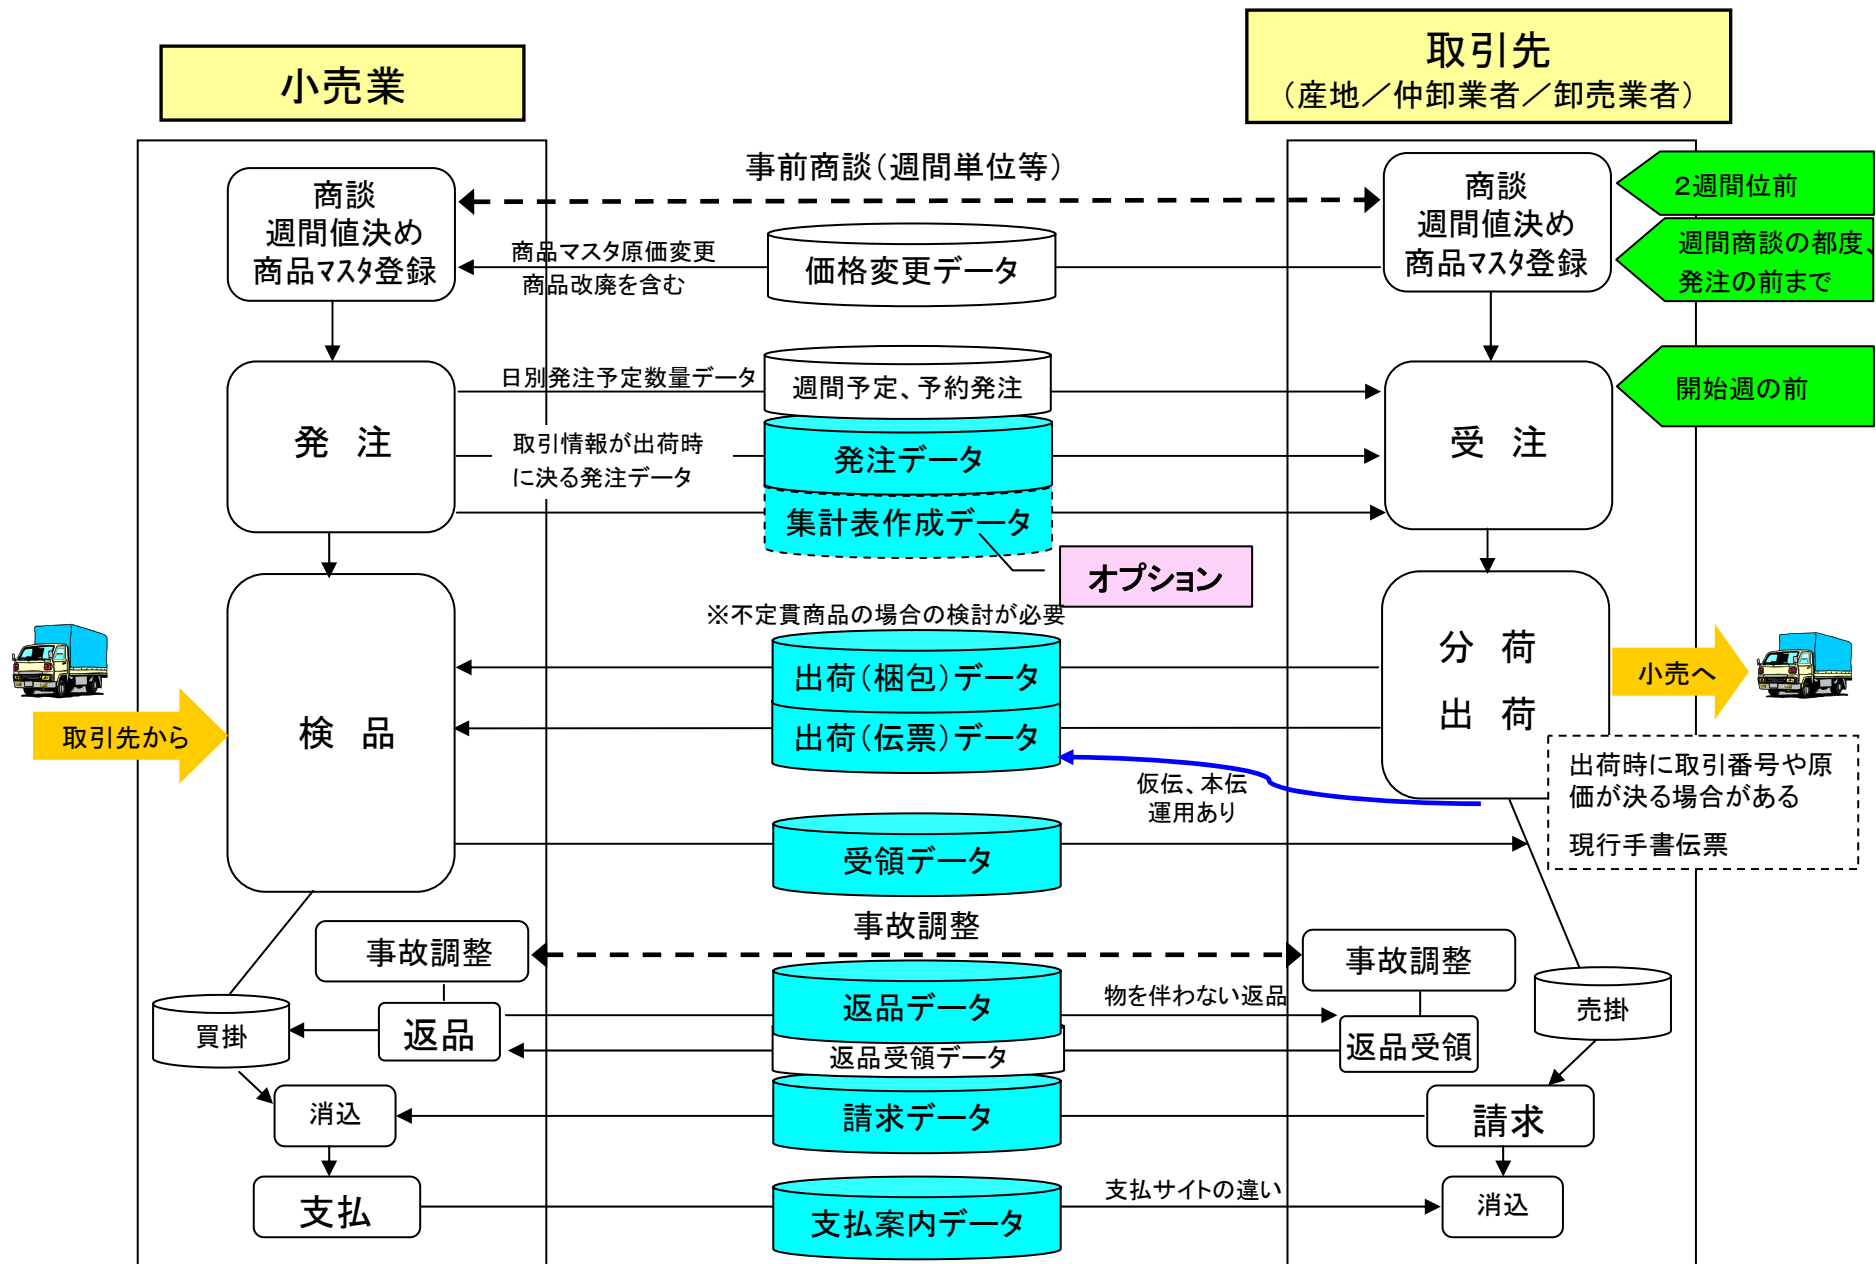 小売業
取引先
（産地／仲卸業者／卸売業者）
事前商談（週間単位等）
商談
週間値決め
商品マスタ登録
商談
週間値決め
商品マスタ登録
２週間位前
週間商談の都度、
発注の前まで
商品マスタ原価変更
商品改廃を含む
価格変更データ
発　注
日別発注予定数量データ
週間予定、予約発注
受　注
開始週の前
取引情報が出荷時
に決る発注データ
発注データ
集計表作成データ
オプション
※不定貫商品の場合の検討が必要
検　品
取引先から
出荷（梱包）データ
出荷（伝票）データ
分　荷
出　荷
小売へ
仮伝、本伝
運用あり
出荷時に取引番号や原
価が決る場合がある
現行手書伝票
受領データ
事故調整
事故調整
事故調整
返品データ
物を伴わない返品
買掛
返品
返品受領データ
返品受領
売掛
消込
請求データ
請求
支払
支払案内データ
支払サイトの違い
消込